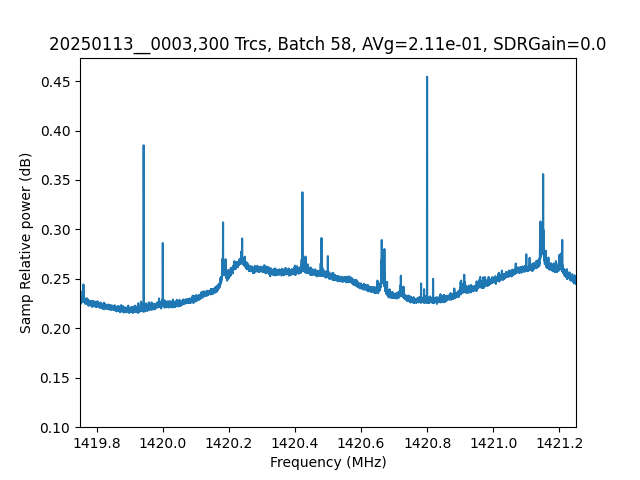 20250113__0003,300 Trcs, Batch 58, AVg=2.11e-01, SDRGain=0.0
Samp Relative power (dB)
0.45
0.40
0.35
0.30
0.25
0.20
0.15
0.10
1419.8 1420.0 1420.2 1420.4 1420.6 1420.8 1421.0 1421.2
Frequency (MHz)